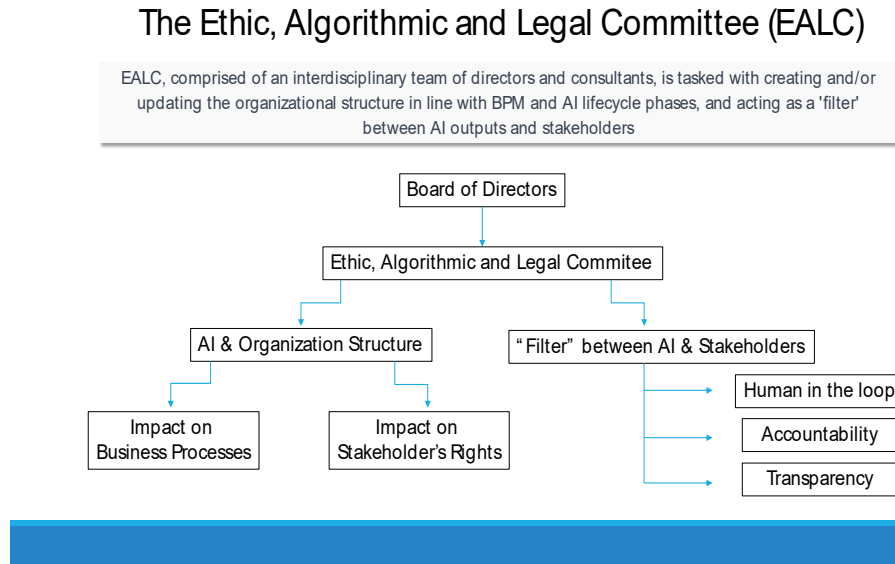 The Ethic, Algorithmic and Legal Committee (EALC)
EALC, comprised of an interdisciplinary team of directors and consultants, is tasked with creating and/or
updating the organizational structure in line with BPM and AI lifecycle phases, and acting as a 'filter'
between AI outputs and stakeholders
Board of Directors
Ethic, Algorithmic and Legal Commitee
AI & Organization Structure
“Filter” between AI & Stakeholders
Impact on
Business Processes
Impact on
Stakeholder’s Rights
Human in the loop
Accountability
Transparency